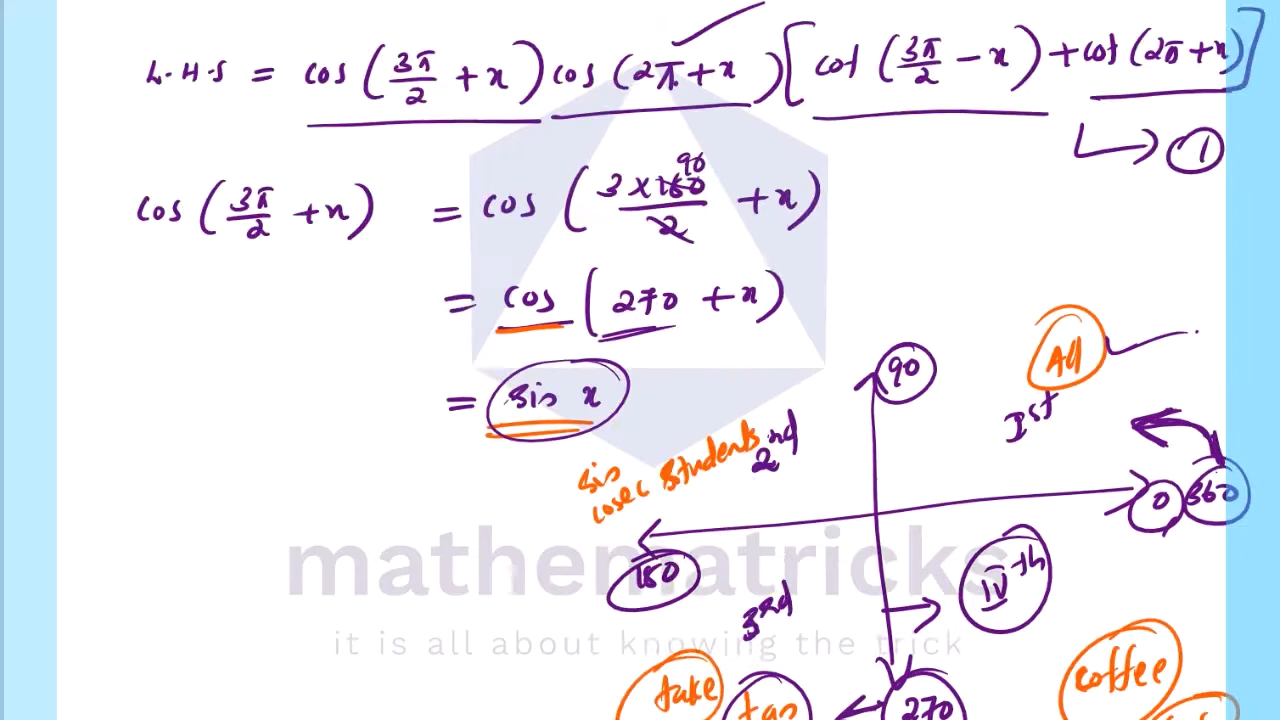 L.H.S = cos (3π/2 + x) cos (2π + x) [cot (3π/2 - x) + cot (2π + x)]
→ 1
cos (3π/2 + x) = cos (3 × 180/2 + x)
90
= cos (270 + x)
= sin x
90
All
Ist
sin
cosec students
2nd
0 360
180
IVth
3rd
mathematricks
it is all about knowing the trick
take
tan
270
coffee